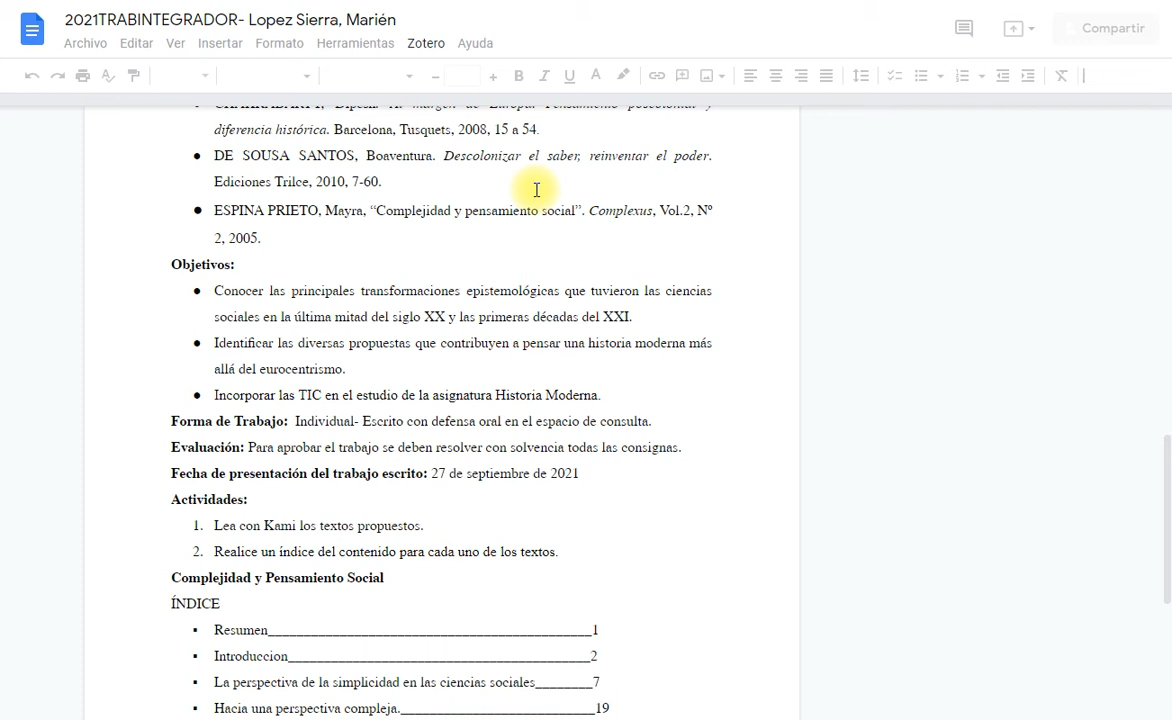 2021TRABINTEGRADOR- Lopez Sierra, Marién
Archivo Editar Ver Insertar Formato Herramientas Zotero Ayuda
Compartir
diferencia histórica. Barcelona, Tusquets, 2008, 15 a 54.
● DE SOUSA SANTOS, Boaventura. Descolonizar el saber, reinventar el poder.
Ediciones Trilce, 2010, 7-60.
● ESPINA PRIETO, Mayra, “Complejidad y pensamiento social”. Complexus, Vol.2, Nº
2, 2005.
Objetivos:
● Conocer las principales transformaciones epistemológicas que tuvieron las ciencias
sociales en la última mitad del siglo XX y las primeras décadas del XXI.
● Identificar las diversas propuestas que contribuyen a pensar una historia moderna más
allá del eurocentrismo.
● Incorporar las TIC en el estudio de la asignatura Historia Moderna.
Forma de Trabajo: Individual- Escrito con defensa oral en el espacio de consulta.
Evaluación: Para aprobar el trabajo se deben resolver con solvencia todas las consignas.
Fecha de presentación del trabajo escrito: 27 de septiembre de 2021
Actividades:
1. Lea con Kami los textos propuestos.
2. Realice un índice del contenido para cada uno de los textos.
Complejidad y Pensamiento Social
ÍNDICE
▪ Resumen_____________________________________________1
▪ Introduccion__________________________________________2
▪ La perspectiva de la simplicidad en las ciencias sociales________7
▪ Hacia una perspectiva compleja.___________________________19